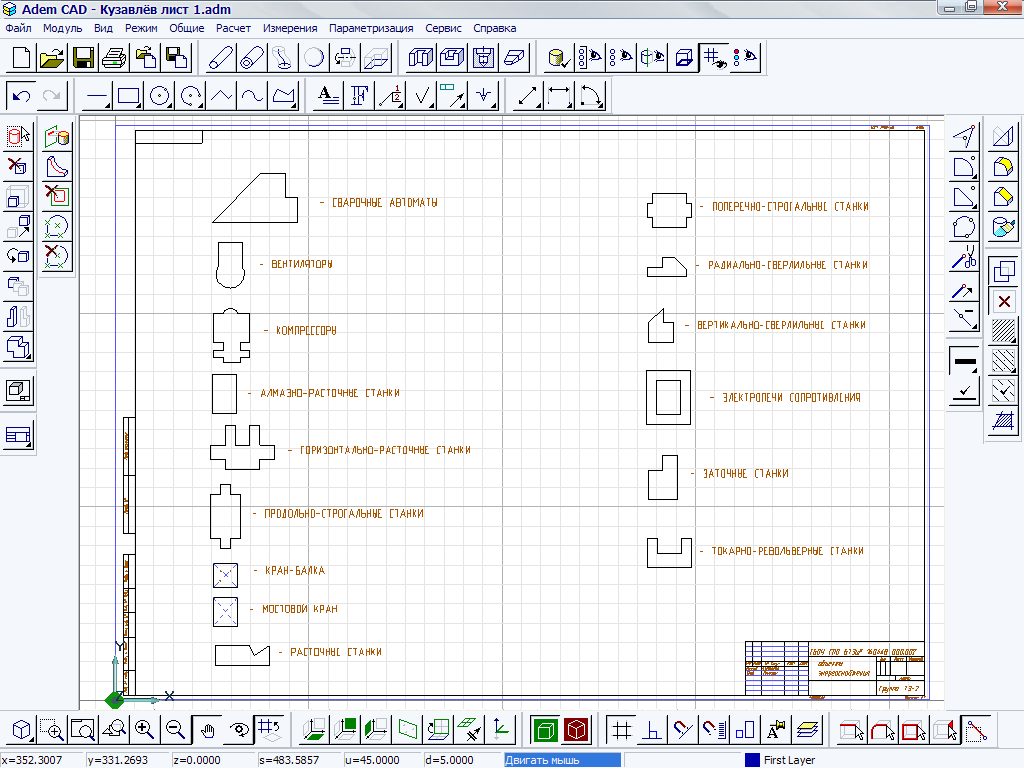 Adem CAD - Кузавлёв лист 1.adm
Файл Модуль Вид Режим Общие Расчет Измерения Параметризация Сервис Справка
- СВАРОЧНЫЕ АВТОМАТЫ
- ВЕНТИЛЯТОРЫ
- КОМПРЕССОРЫ
- АЛМАЗНО-РАСТОЧНЫЕ СТАНКИ
- ГОРИЗОНТАЛЬНО-РАСТОЧНЫЕ СТАНКИ
- ПРОДОЛЬНО-СТРОГАЛЬНЫЕ СТАНКИ
- КРАН-БАЛКА
- МОСТОВОЙ КРАН
- РАСТОЧНЫЕ СТАНКИ
- ПОПЕРЕЧНО-СТРОГАЛЬНЫЕ СТАНКИ
- РАДИАЛЬНО-СВЕРЛИЛЬНЫЕ СТАНКИ
- ВЕРТИКАЛЬНО-СВЕРЛИЛЬНЫЕ СТАНКИ
- ЭЛЕКТРОПЕЧИ СОПРОТИВЛЕНИЯ
- ЗАТОЧНЫЕ СТАНКИ
- ТОКАРНО-РЕВОЛЬВЕРНЫЕ СТАНКИ
объекты
энергоснабжения
Группа
Y
X
x=352.3007 y=331.2693 z=0.0000 s=483.5857 u=45.0000 d=5.0000 Двигать мышь First Layer